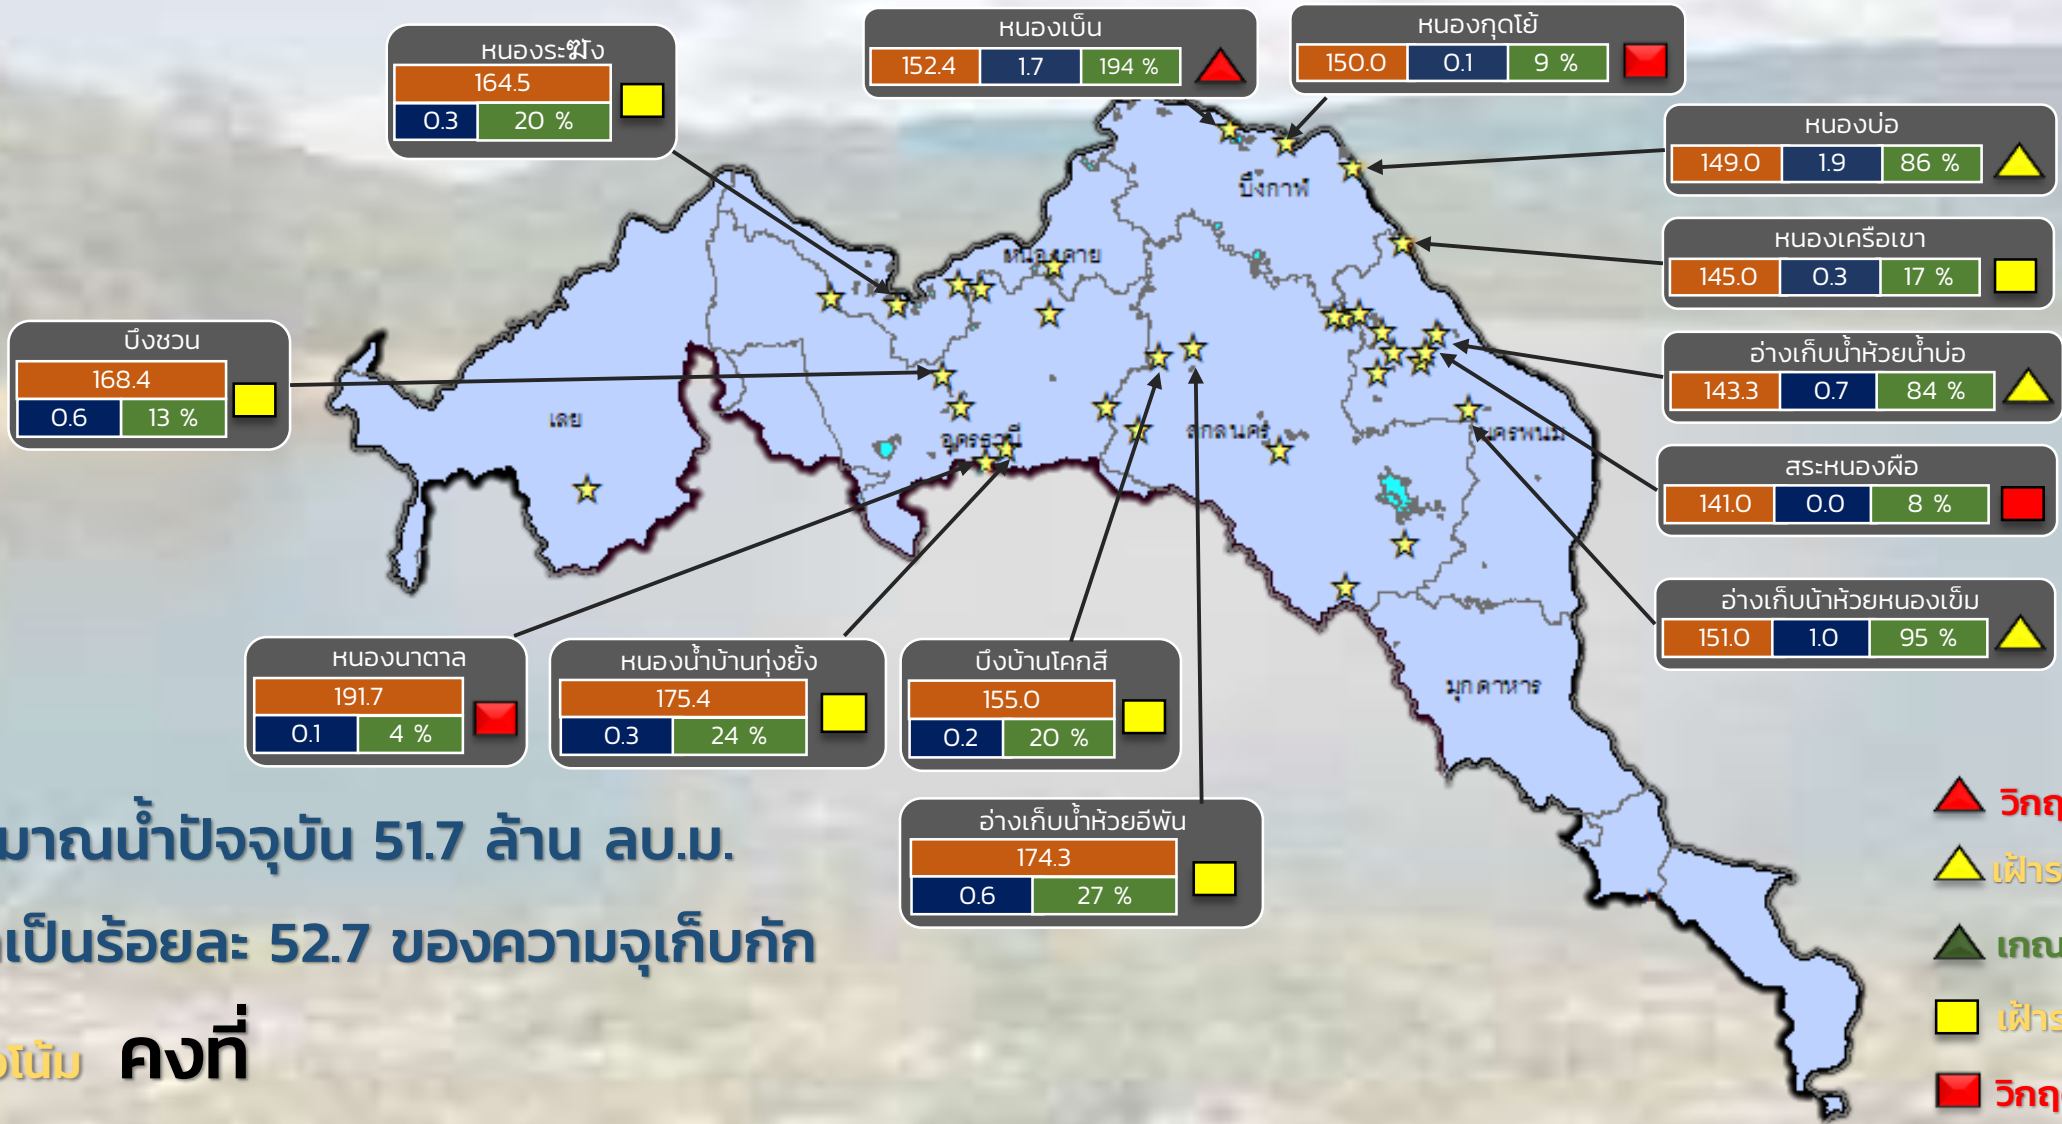 หนองระฆัง
164.5
0.3 20 %
หนองเบ็น
152.4 1.7 194 %
หนองกุดโย้
150.0 0.1 9 %
หนองบ่อ
149.0 1.9 86 %
หนองเครือเขา
145.0 0.3 17 %
บึงชวน
168.4
0.6 13 %
อ่างเก็บน้ำห้วยน้ำบ่อ
143.3 0.7 84 %
สระหนองผือ
141.0 0.0 8 %
อ่างเก็บน้ำห้วยหนองเข็ม
151.0 1.0 95 %
บึงกาฬ
หนองคาย
เลย
อุดรธานี
สกลนคร
นครพนม
มุกดาหาร
หนองนาตาล
191.7
0.1 4 %
หนองน้ำบ้านทุ่งยั้ง
175.4
0.3 24 %
บึงบ้านโคกสี
155.0
0.2 20 %
อ่างเก็บน้ำห้วยอีพัน
174.3
0.6 27 %
มาณน้ำปัจจุบัน 51.7 ล้าน ลบ.ม.
เป็นร้อยละ 52.7 ของความจุเก็บกัก
โน้ม คงที่
วิกฤ
เฝ้าร
เกณ
เฝ้าร
วิกฤ